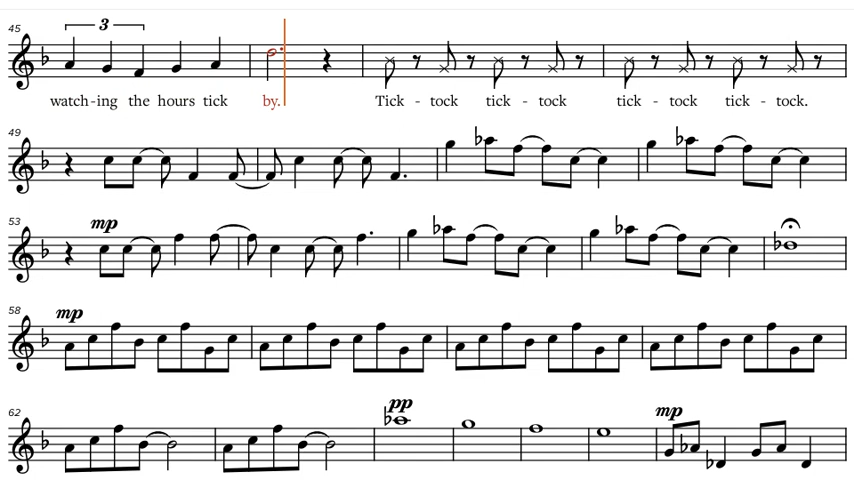 45
3
watch-ing the hours tick by. Tick - tock tick - tock tick - tock tick - tock.
49
53
mp
58
mp
62
pp
mp